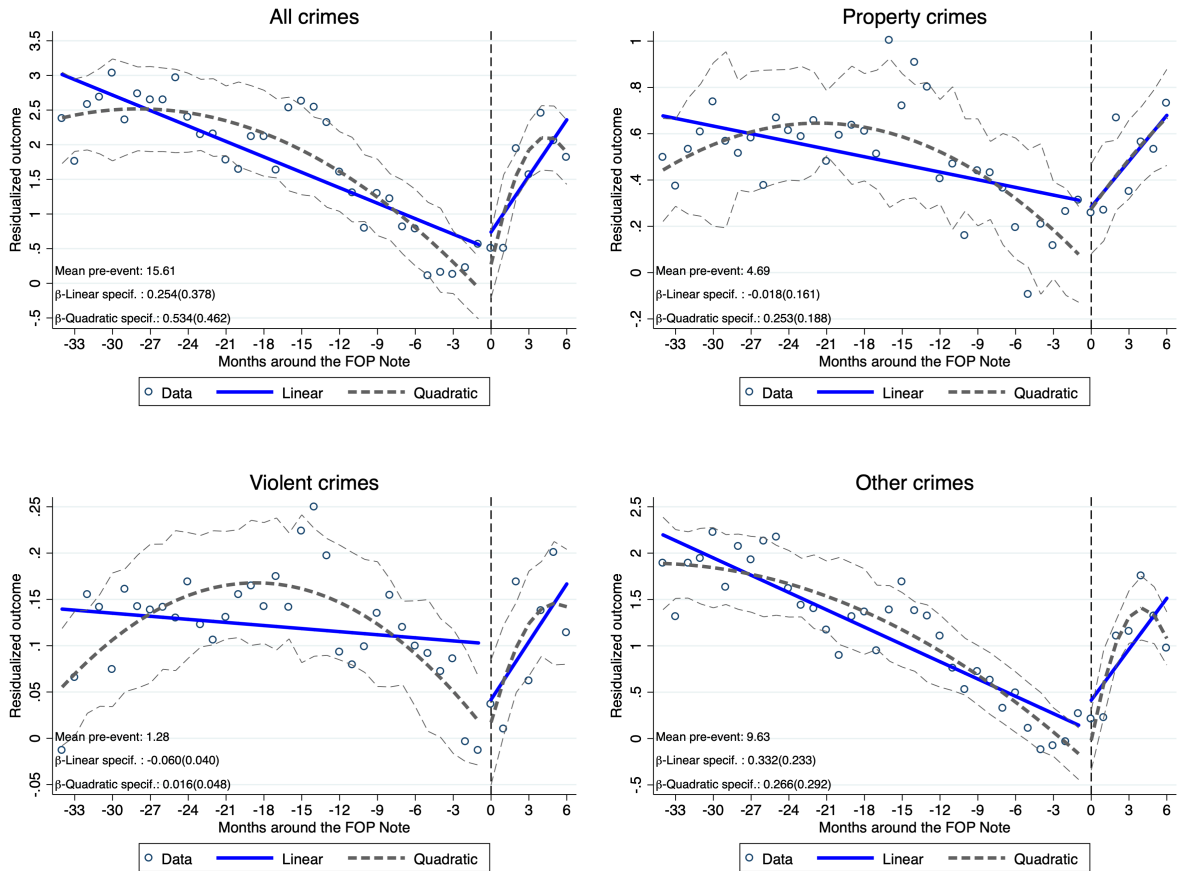 All crimes
Residualized outcome
3.5
3
2.5
2
1.5
1
.5
0
-.5
Mean pre-event: 15.61
β-Linear specif. : 0.254(0.378)
β-Quadratic specif.: 0.534(0.462)
-33 -30 -27 -24 -21 -18 -15 -12 -9 -6 -3 0 3 6
Months around the FOP Note
Data Linear Quadratic
Property crimes
Residualized outcome
1
.8
.6
.4
.2
0
-.2
Mean pre-event: 4.69
β-Linear specif. : -0.018(0.161)
β-Quadratic specif.: 0.253(0.188)
-33 -30 -27 -24 -21 -18 -15 -12 -9 -6 -3 0 3 6
Months around the FOP Note
Data Linear Quadratic
Violent crimes
Residualized outcome
.25
.2
.15
.1
.05
0
-.05
Mean pre-event: 1.28
β-Linear specif. : -0.060(0.040)
β-Quadratic specif.: 0.016(0.048)
-33 -30 -27 -24 -21 -18 -15 -12 -9 -6 -3 0 3 6
Months around the FOP Note
Data Linear Quadratic
Other crimes
Residualized outcome
2.5
2
1.5
1
.5
0
-.5
Mean pre-event: 9.63
β-Linear specif. : 0.332(0.233)
β-Quadratic specif.: 0.266(0.292)
-33 -30 -27 -24 -21 -18 -15 -12 -9 -6 -3 0 3 6
Months around the FOP Note
Data Linear Quadratic